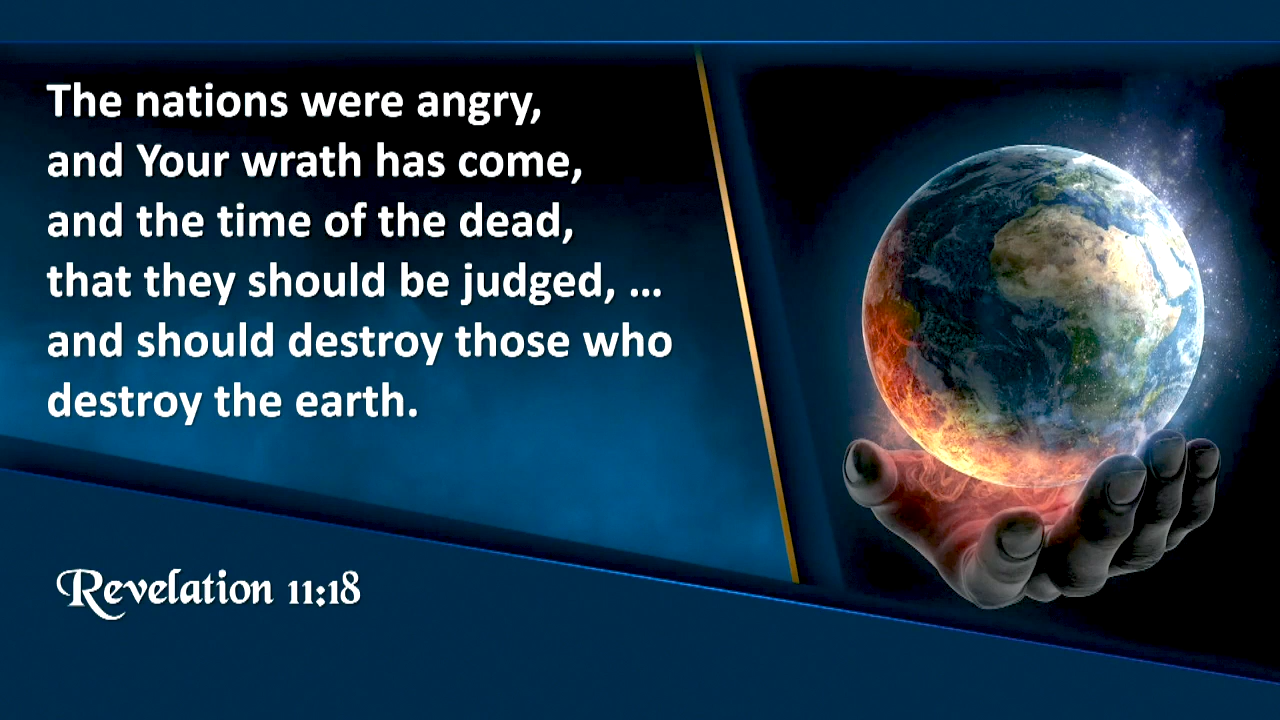 The nations were angry,
and Your wrath has come,
and the time of the dead,
that they should be judged, ...
and should destroy those who
destroy the earth.
Revelation 11:18